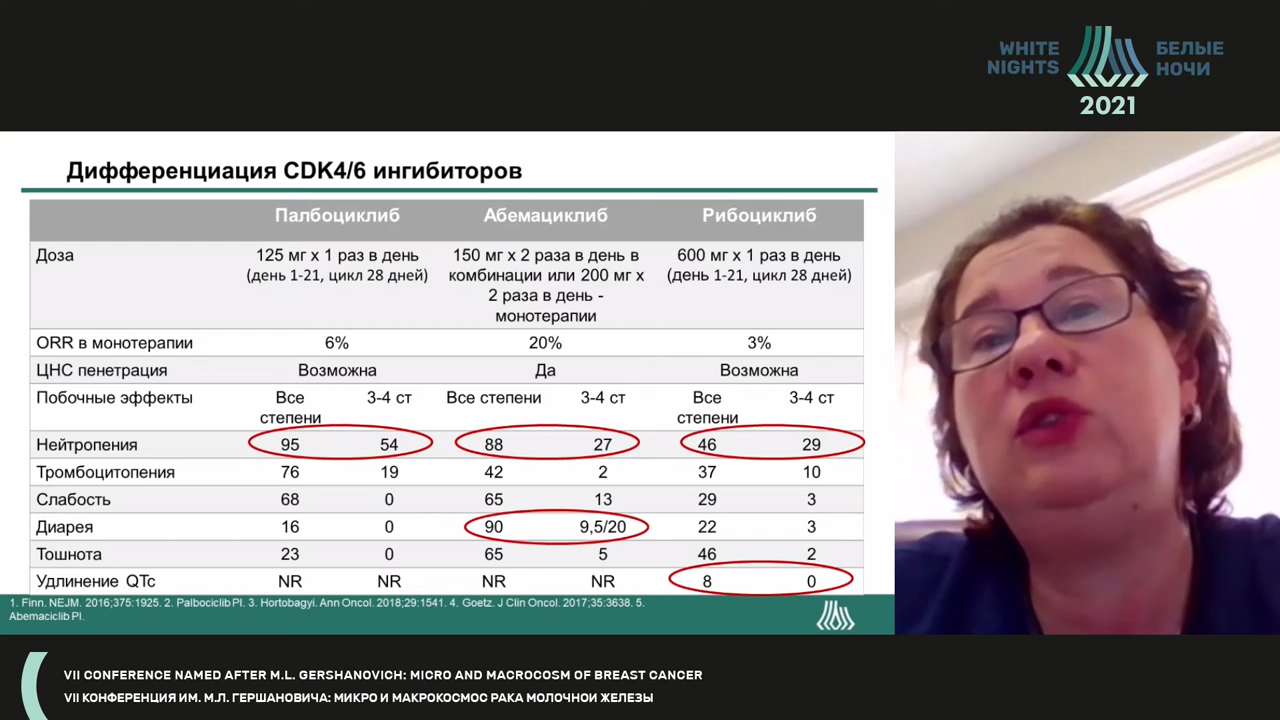 WHITE
NIGHTS
БЕЛЫЕ
НОЧИ
2021
Дифференциация CDK4/6 ингибиторов
Палбоциклиб Абемациклиб Рибоциклиб
Доза 125 мг х 1 раз в день 150 мг х 2 раза в день в 600 мг х 1 раз в день
(день 1-21, цикл 28 дней) комбинации или 200 мг х (день 1-21, цикл 28 дней)
2 раза в день -
монотерапии
ORR в монотерапии 6% 20% 3%
ЦНС пенетрация Возможна Да Возможна
Побочные эффекты Все 3-4 ст Все степени 3-4 ст Все 3-4 ст
степени степени
Нейтропения 95 54 88 27 46 29
Тромбоцитопения 76 19 42 2 37 10
Слабость 68 0 65 13 29 3
Диарея 16 0 90 9,5/20 22 3
Тошнота 23 0 65 5 46 2
Удлинение QTc NR NR NR NR 8 0
1. Finn. NEJM. 2016;375:1925. 2. Palbociclib PI. 3. Hortobagyi. Ann Oncol. 2018;29:1541. 4. Goetz. J Clin Oncol. 2017;35:3638. 5.
Abemaciclib PI.
VII CONFERENCE NAMED AFTER M.L. GERSHANOVICH: MICRO AND MACROCOSM OF BREAST CANCER
VII КОНФЕРЕНЦИЯ ИМ. М.Л. ГЕРШАНОВИЧА: МИКРО И МАКРОКОСМОС РАКА МОЛОЧНОЙ ЖЕЛЕЗЫ